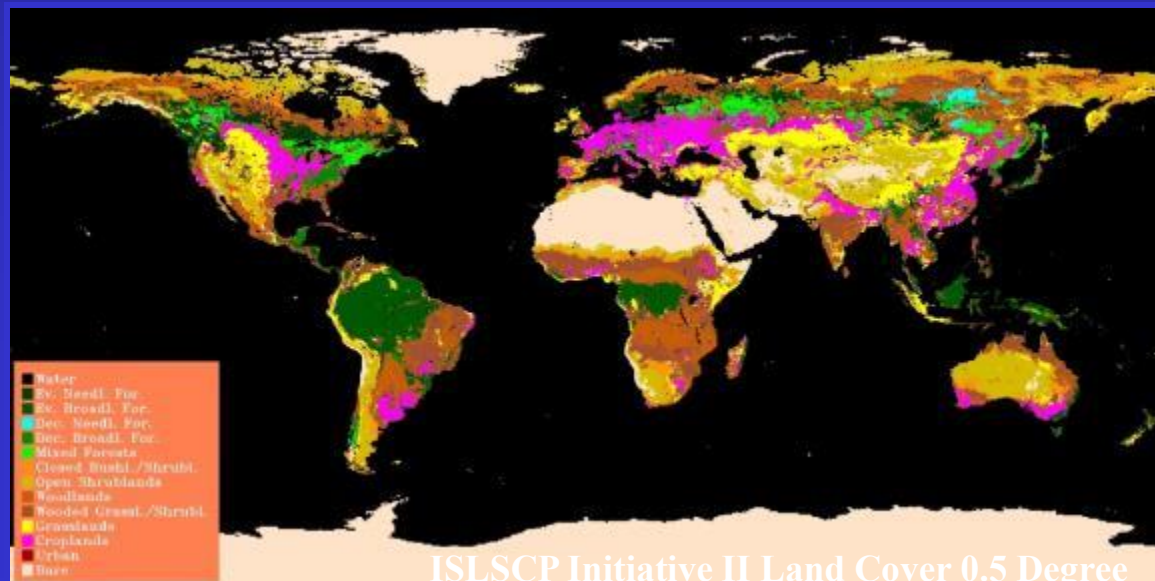 Water
Ev. Needl. For.
Ev. Broadl. For.
Dec. Needl. For.
Dec. Broadl. For.
Mixed Forests
Closed Bushl./Shrubl.
Open Shrublands
Woodlands
Wooded Grassl./Shrubl.
Grasslands
Croplands
Urban
Bare
ISLSCP Initiative II Land Cover 0.5 Degree